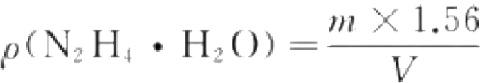 ρ(N₂H₄ • H₂O) = m × 1.56 / V